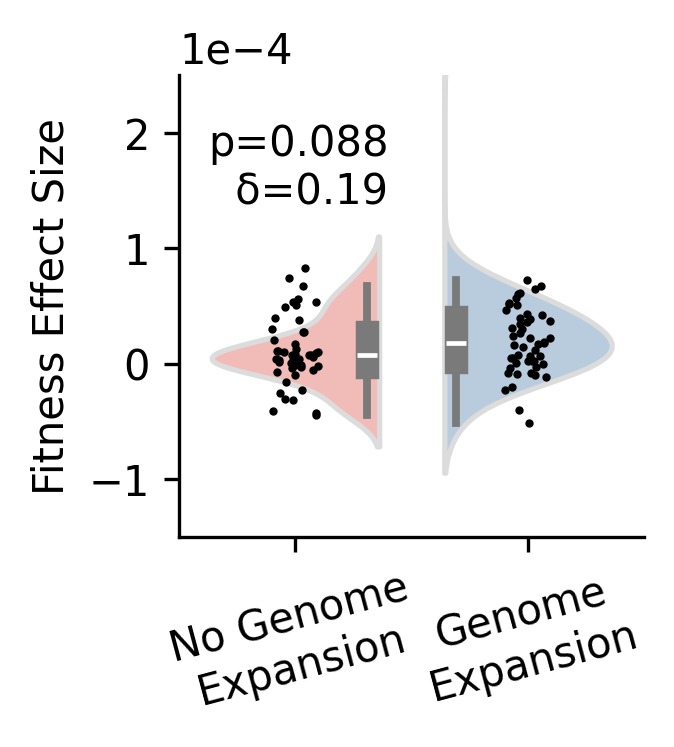 1e−4
Fitness Effect Size
2
1
0
−1
p=0.088
δ=0.19
No Genome
Expansion
Genome
Expansion